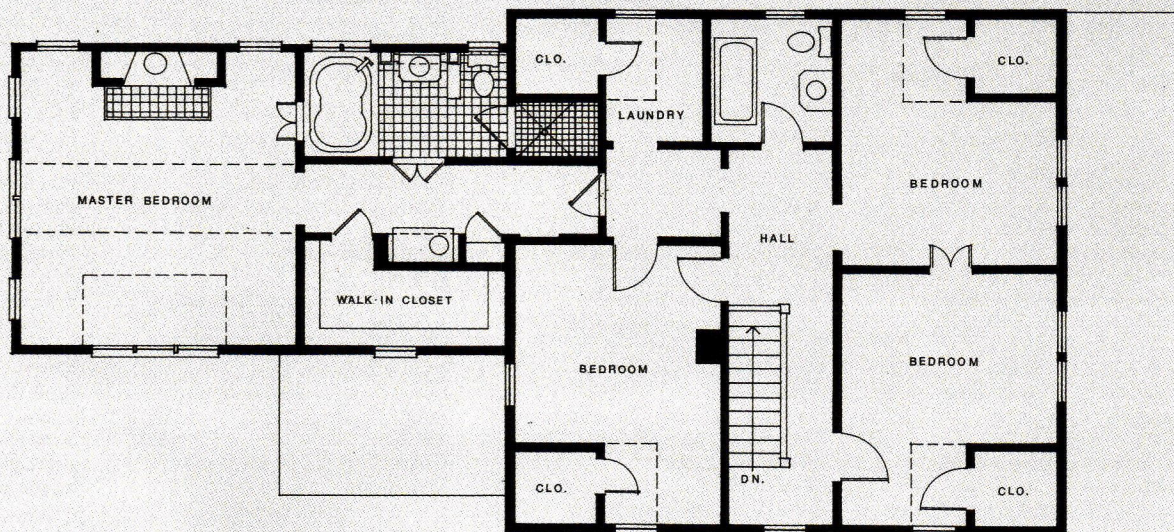 CLO.
CLO.
LAUNDRY
MASTER BEDROOM
BEDROOM
HALL
WALK-IN CLOSET
BEDROOM
BEDROOM
CLO.
DN.
CLO.